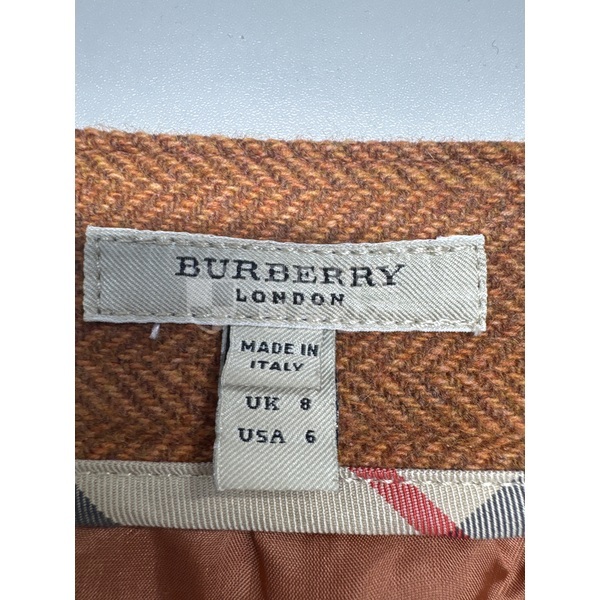 BURBERRY
LONDON
MADE IN
ITALY
UK 8
USA 6